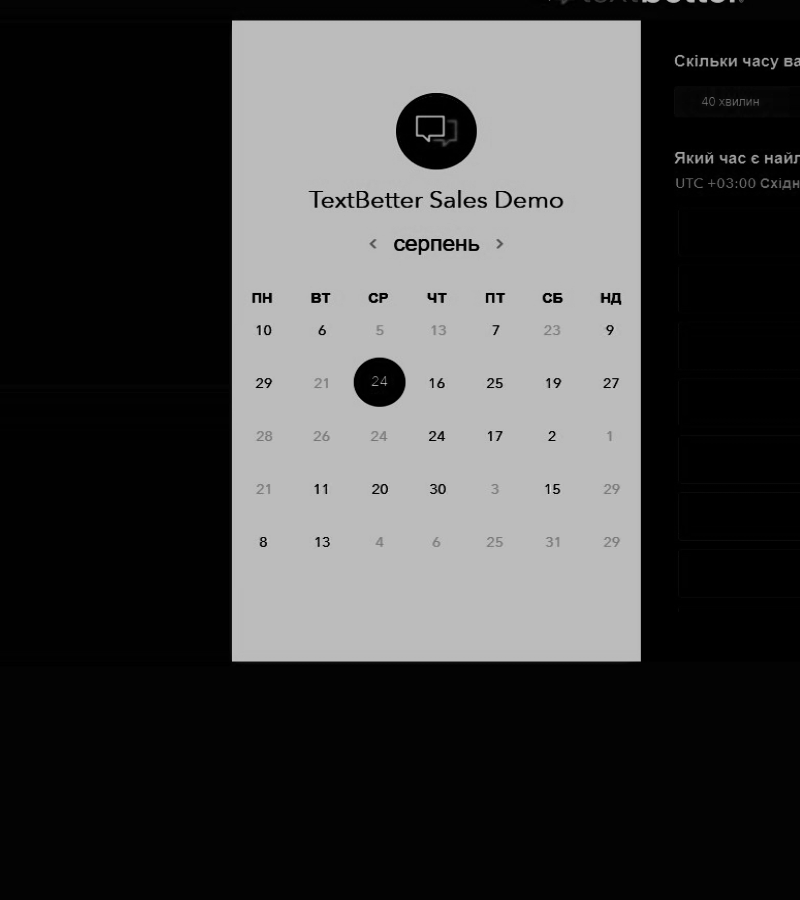 TextBetter Sales Demo
серпень
ПН ВТ СР ЧТ ПТ СБ НД
10 6 5 13 7 23 9
29 21 24 16 25 19 27
28 26 24 24 17 2 1
21 11 20 30 3 15 29
8 13 4 6 25 31 29
Скільки часу ва
40 хвилин
Який час є найл
UTC +03:00 Східн